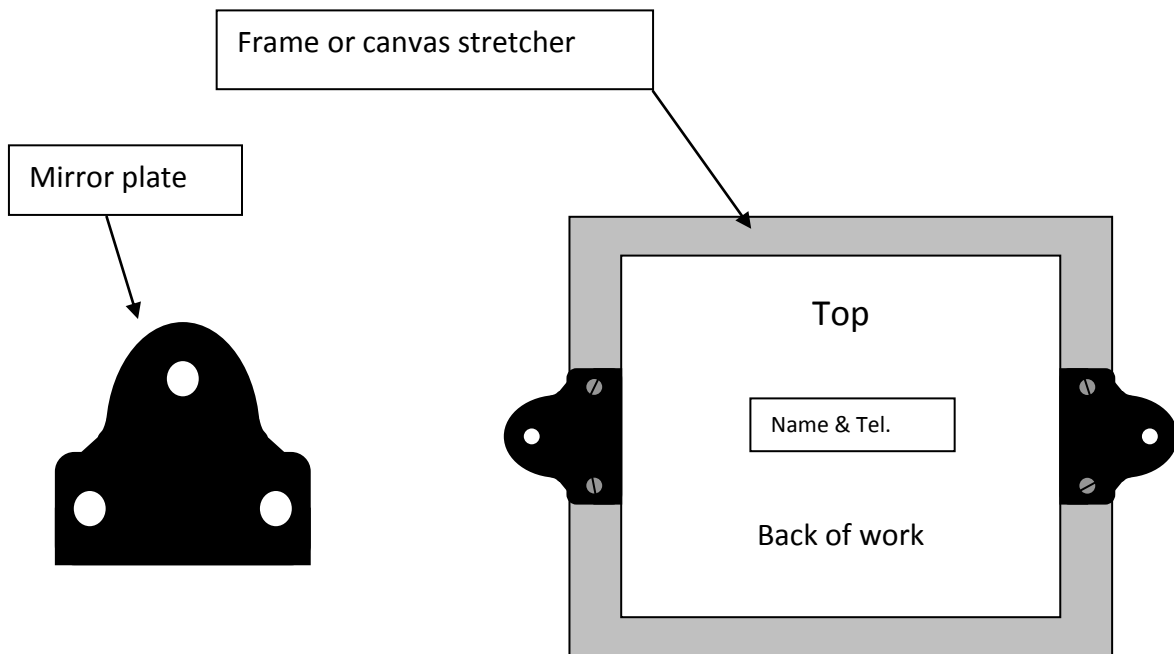 Frame or canvas stretcher
Mirror plate
Top
Name & Tel.
Back of work